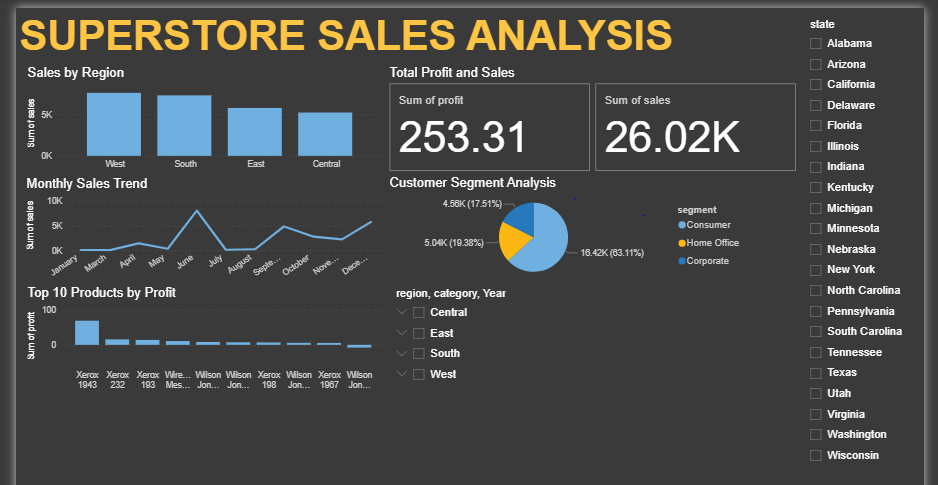 SUPERSTORE SALES ANALYSIS
Sales by Region
Sum of sales
5K
0K
West South East Central
Total Profit and Sales
Sum of profit
253.31
Sum of sales
26.02K
Monthly Sales Trend
Sum of sales
10K
5K
0K
January March April May June July August Septe... October Nove... Dece...
Customer Segment Analysis
4.56K (17.51%)
5.04K (19.38%)
16.42K (63.11%)
segment
Consumer
Home Office
Corporate
Top 10 Products by Profit
Sum of profit
100
0
Xerox 1943
Xerox 232
Xerox 193
Wire... Mes...
Wilson Jon...
Wilson Jon...
Xerox 198
Wilson Jon...
Xerox 1967
Wilson Jon...
region, category, Year
Central
East
South
West
state
Alabama
Arizona
California
Delaware
Florida
Illinois
Indiana
Kentucky
Michigan
Minnesota
Nebraska
New York
North Carolina
Pennsylvania
South Carolina
Tennessee
Texas
Utah
Virginia
Washington
Wisconsin